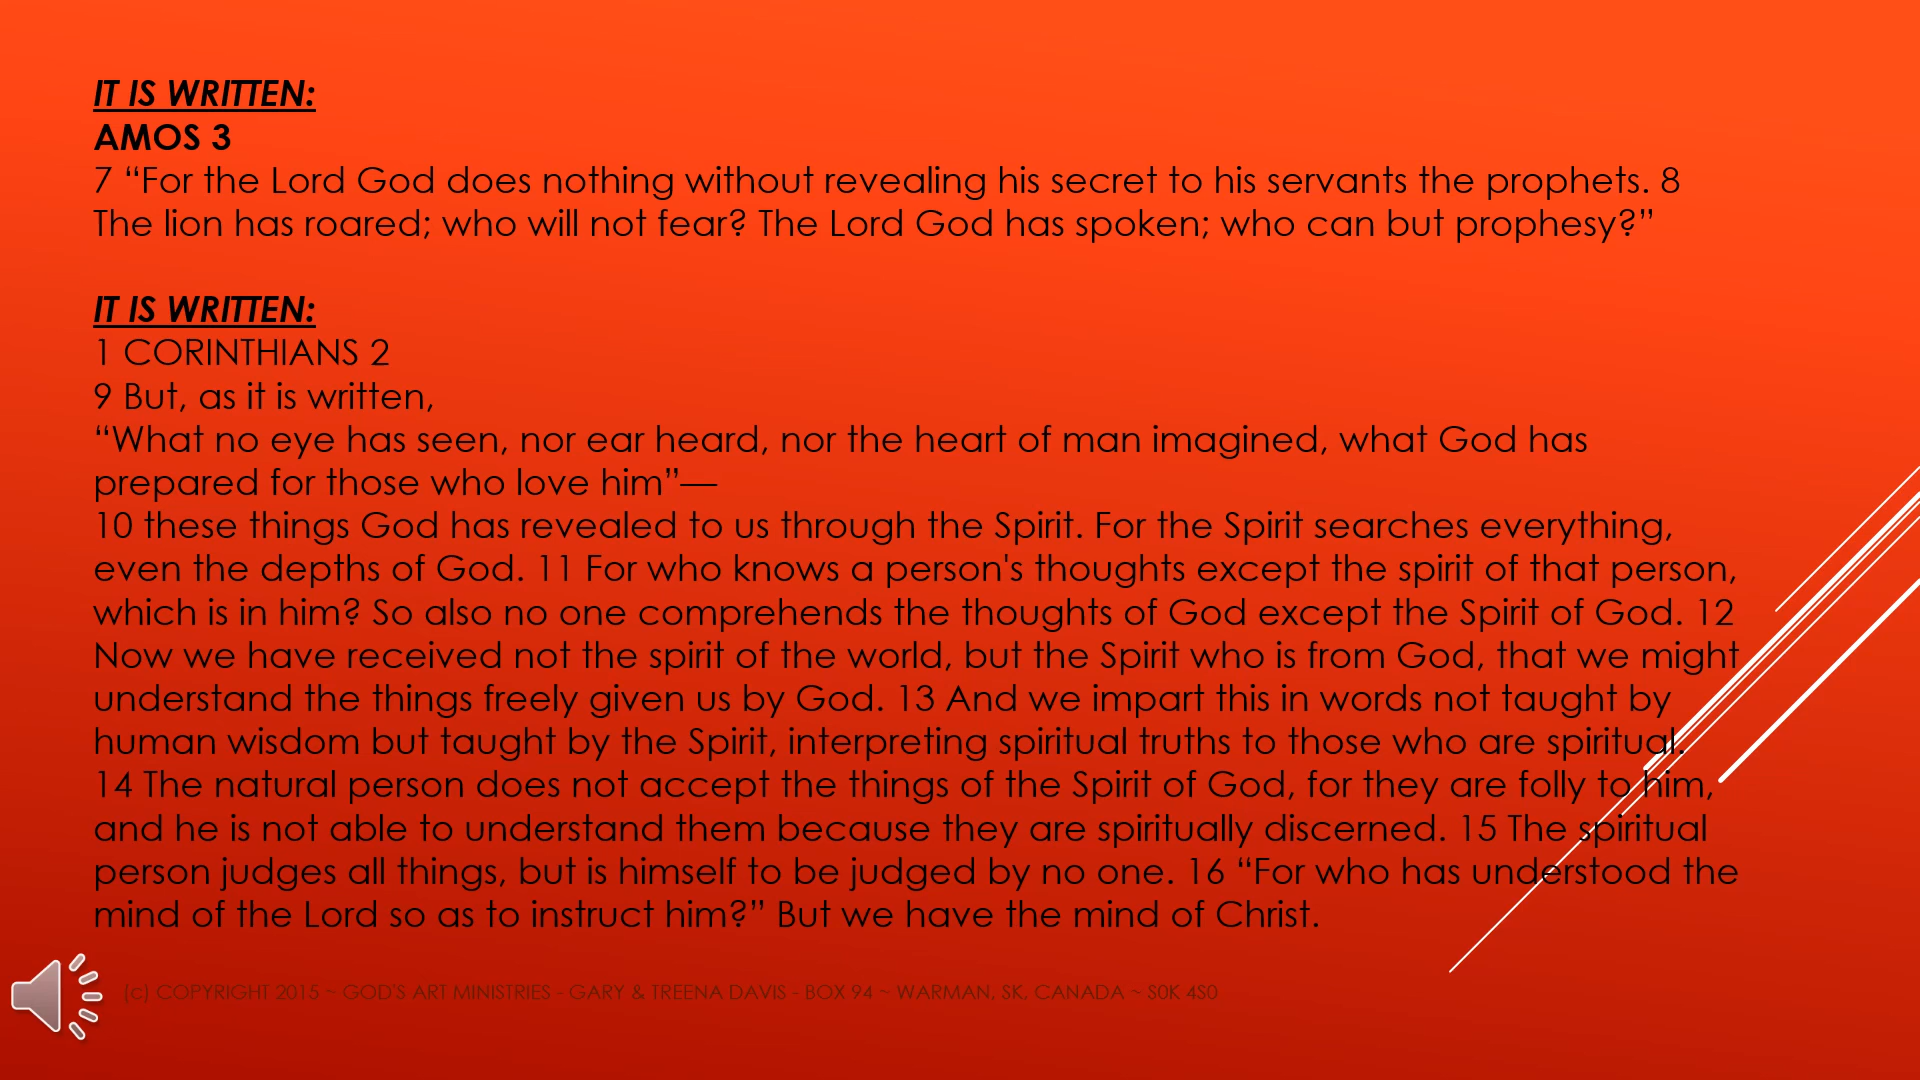 IT IS WRITTEN:
AMOS 3
7 “For the Lord God does nothing without revealing his secret to his servants the prophets. 8
The lion has roared; who will not fear? The Lord God has spoken; who can but prophesy?”
IT IS WRITTEN:
1 CORINTHIANS 2
9 But, as it is written,
“What no eye has seen, nor ear heard, nor the heart of man imagined, what God has
prepared for those who love him”—
10 these things God has revealed to us through the Spirit. For the Spirit searches everything,
even the depths of God. 11 For who knows a person's thoughts except the spirit of that person,
which is in him? So also no one comprehends the thoughts of God except the Spirit of God. 12
Now we have received not the spirit of the world, but the Spirit who is from God, that we might
understand the things freely given us by God. 13 And we impart this in words not taught by
human wisdom but taught by the Spirit, interpreting spiritual truths to those who are spiritual.
14 The natural person does not accept the things of the Spirit of God, for they are folly to him,
and he is not able to understand them because they are spiritually discerned. 15 The spiritual
person judges all things, but is himself to be judged by no one. 16 “For who has understood the
mind of the Lord so as to instruct him?” But we have the mind of Christ.
(c) COPYRIGHT 2015 ~ GOD'S ART MINISTRIES - GARY & TREENA DAVIS - BOX 94 ~ WARMAN, SK, CANADA ~ S0K 4S0